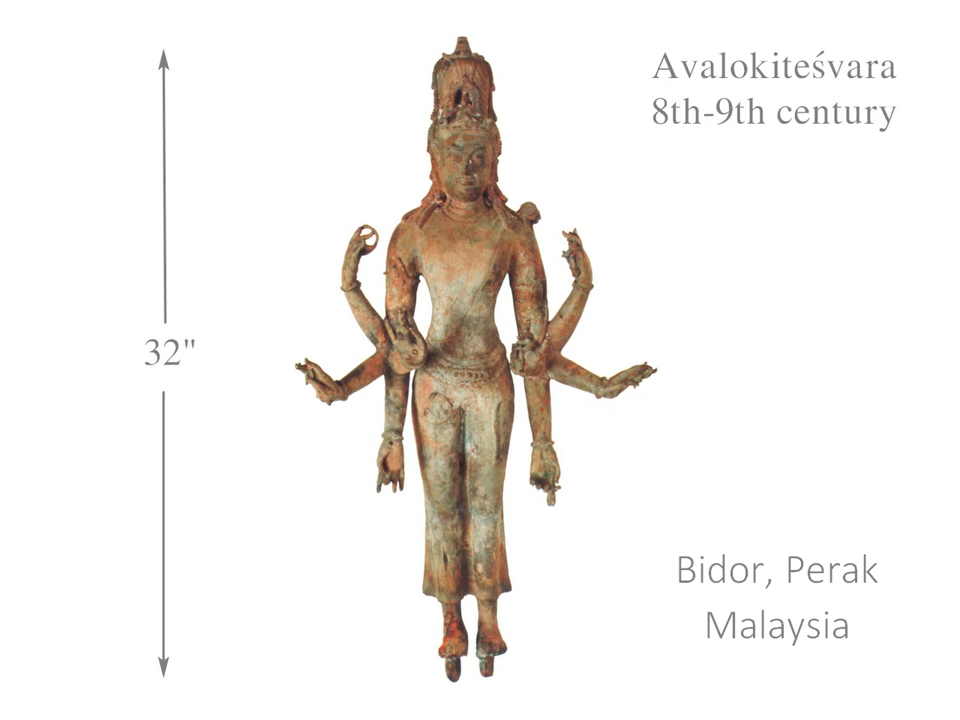 Avalokiteśvara
8th-9th century
32"
Bidor, Perak
Malaysia